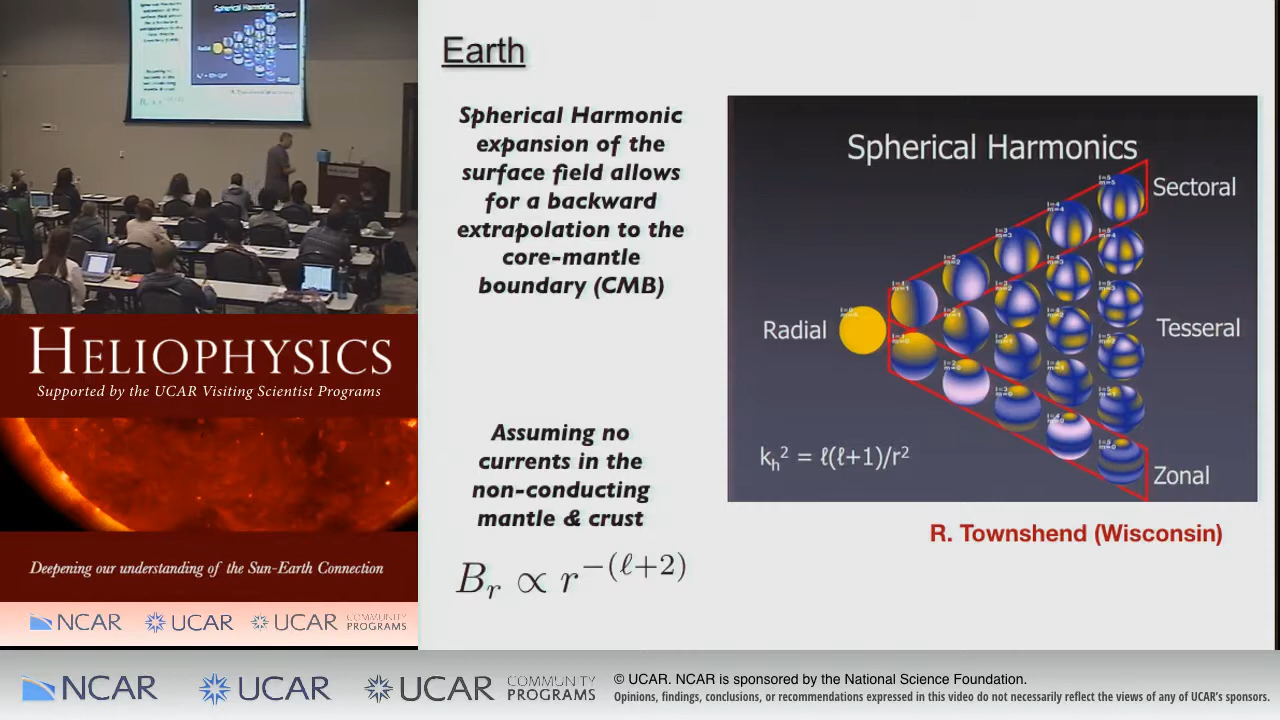 Earth
Spherical Harmonic
expansion of the
surface field allows
for a backward
extrapolation to the
core-mantle
boundary (CMB)
Assuming no
currents in the
non-conducting
mantle & crust
B_r ∝ r^{-(ℓ+2)}
Spherical Harmonics
Sectoral
Radial
Tesseral
Zonal
k_h² = ℓ(ℓ+1)/r²
R. Townshend (Wisconsin)
Spherical Harmonics
HELIOPHYSICS
Supported by the UCAR Visiting Scientist Programs
Deepening our understanding of the Sun-Earth Connection
NCAR
UCAR
UCAR
COMMUNITY
PROGRAMS
NCAR
UCAR
UCAR
COMMUNITY
PROGRAMS
© UCAR. NCAR is sponsored by the National Science Foundation.
Opinions, findings, conclusions, or recommendations expressed in this video do not necessarily reflect the views of any of UCAR's sponsors.